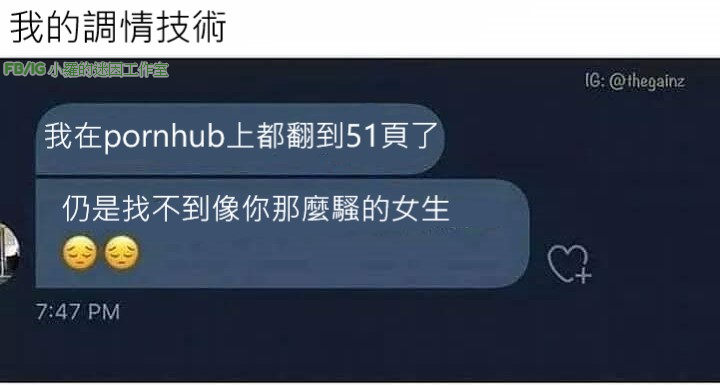 我的調情技術
FB/IG 小羅的迷因工作室
IG: @thegainz
我在pornhub上都翻到51頁了
仍是找不到像你那麼騷的女生
😔😔
7:47 PM